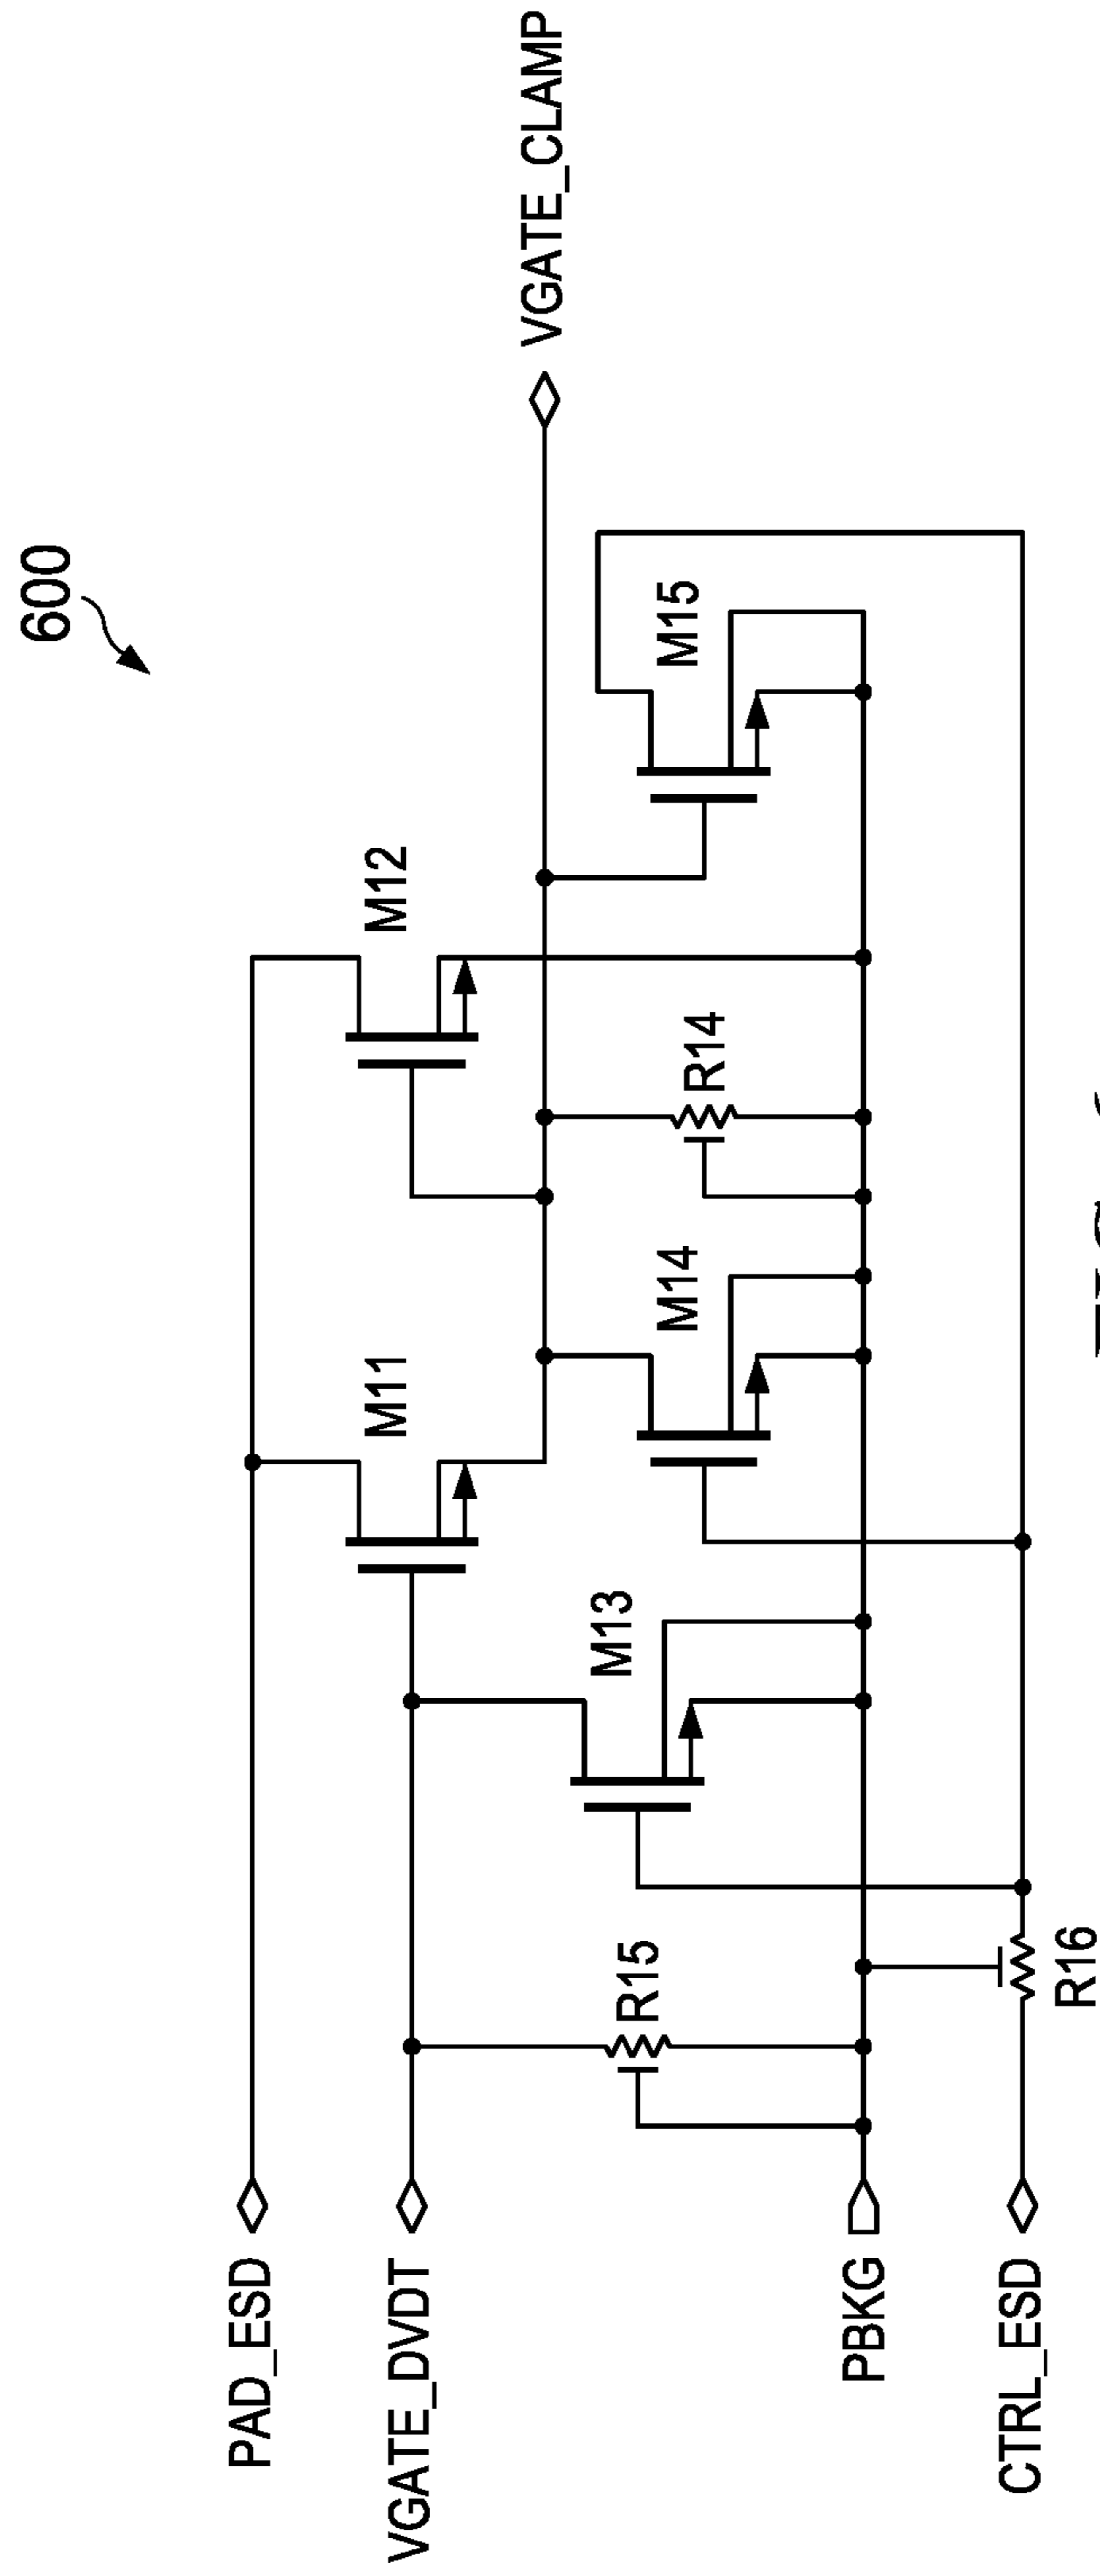 600
PAD_ESD
M11
M12
VGATE_CLAMP
VGATE_DVDT
R15
M13
M14
R14
M15
PBKG
CTRL_ESD
R16